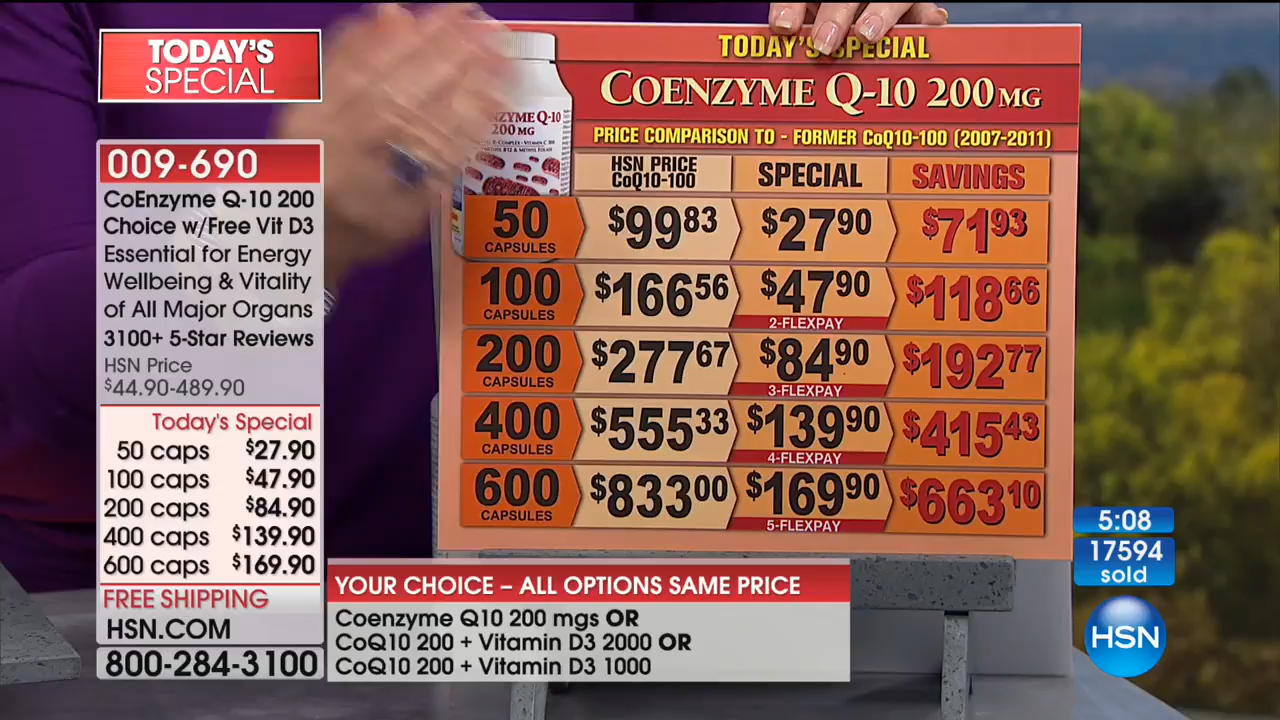 TODAY'S
SPECIAL
009-690
CoEnzyme Q-10 200
Choice w/Free Vit D3
Essential for Energy
Wellbeing & Vitality
of All Major Organs
3100+ 5-Star Reviews
HSN Price
$44.90-489.90
Today's Special
50 caps $27.90
100 caps $47.90
200 caps $84.90
400 caps $139.90
600 caps $169.90
FREE SHIPPING
HSN.COM
800-284-3100
TODAY'S SPECIAL
COENZYME Q-10 200 MG
PRICE COMPARISON TO - FORMER CoQ10-100 (2007-2011)
HSN PRICE
CoQ10-100
SPECIAL
SAVINGS
50 CAPSULES $99.83 $27.90 $71.93
100 CAPSULES $166.56 $47.90 $118.66
2-FLEXPAY
200 CAPSULES $277.67 $84.90 $192.77
3-FLEXPAY
400 CAPSULES $555.33 $139.90 $415.43
4-FLEXPAY
600 CAPSULES $833.00 $169.90 $663.10
5-FLEXPAY
Q-10
200 MG
YOUR CHOICE – ALL OPTIONS SAME PRICE
Coenzyme Q10 200 mgs OR
CoQ10 200 + Vitamin D3 2000 OR
CoQ10 200 + Vitamin D3 1000
5:08
17594
sold
HSN